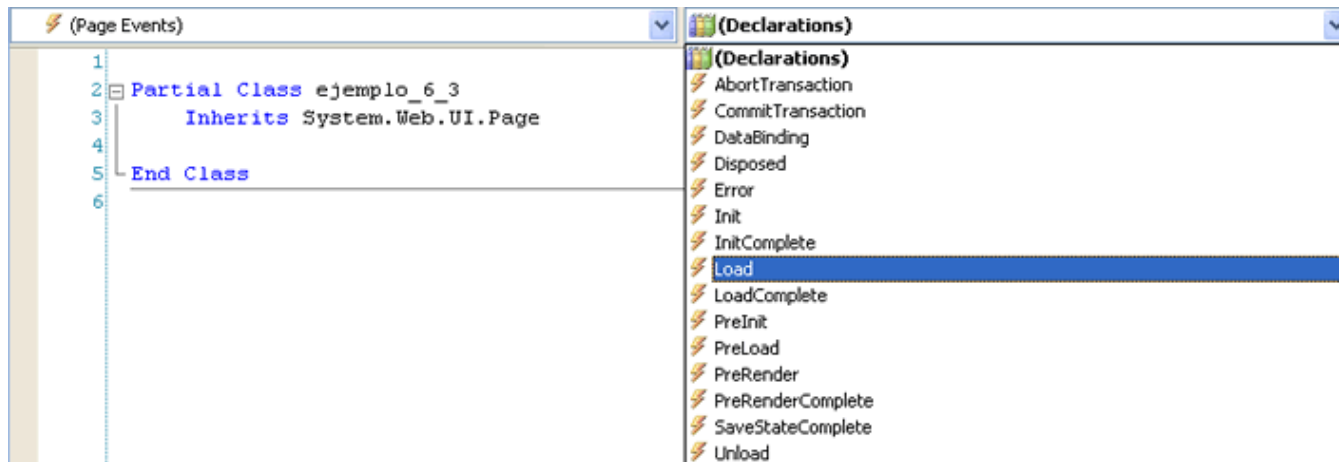 (Page Events)
(Declarations)
1
2 Partial Class ejemplo_6_3
3 Inherits System.Web.UI.Page
4
5 End Class
6
(Declarations)
AbortTransaction
CommitTransaction
DataBinding
Disposed
Error
Init
InitComplete
Load
LoadComplete
PreInit
PreLoad
PreRender
PreRenderComplete
SaveStateComplete
Unload